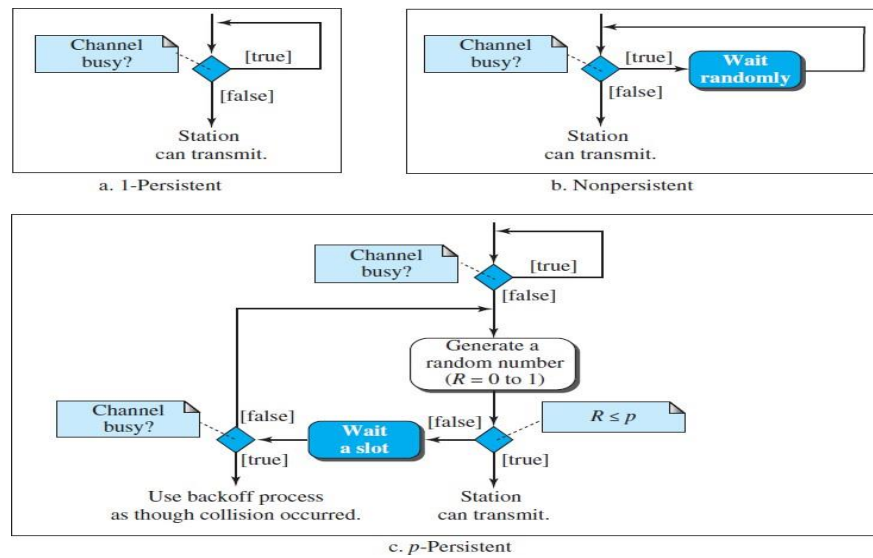 Channel
busy?
[true]
[false]
Station
can transmit.
a. 1-Persistent
Channel
busy?
[true]
Wait
randomly
[false]
Station
can transmit.
b. Nonpersistent
Channel
busy?
[true]
[false]
Generate a
random number
(R = 0 to 1)
Channel
busy?
[false]
Wait
a slot
[false]
R ≤ p
[true]
[true]
Use backoff process
as though collision occurred.
Station
can transmit.
c. p-Persistent